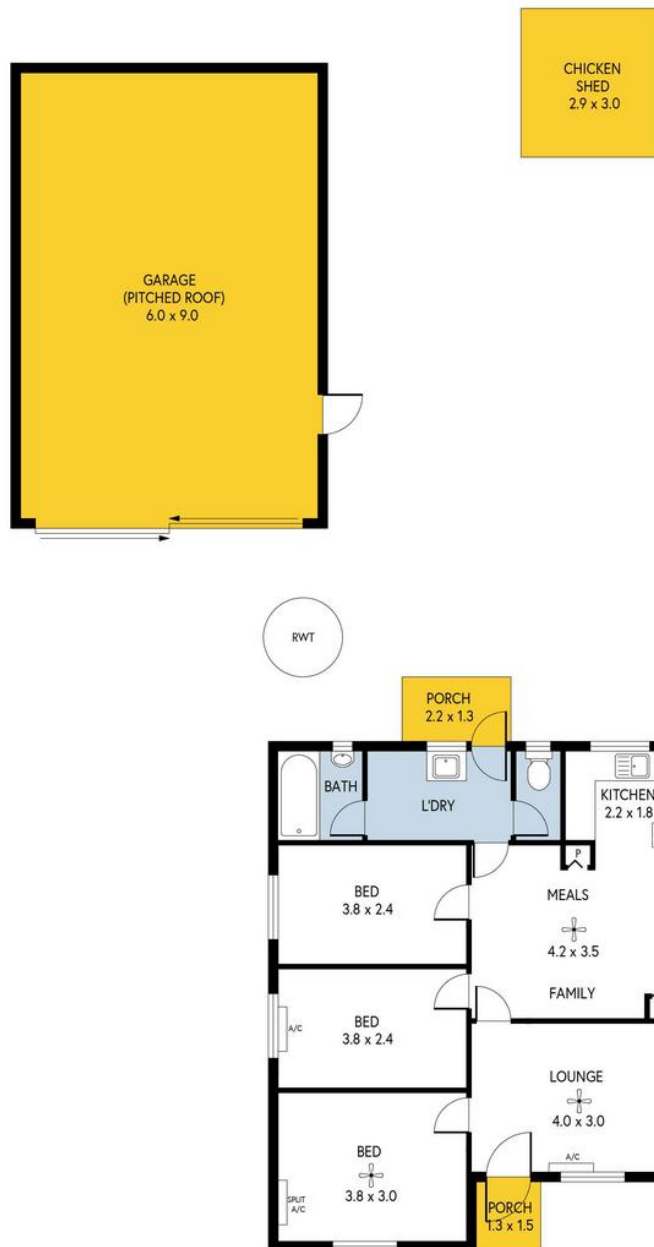 CHICKEN
SHED
2.9 x 3.0
GARAGE
(PITCHED ROOF)
6.0 x 9.0
RWT
PORCH
2.2 x 1.3
BATH
L'DRY
KITCHEN
2.2 x 1.8
P
BED
3.8 x 2.4
MEALS
4.2 x 3.5
FAMILY
BED
3.8 x 2.4
A/C
LOUNGE
4.0 x 3.0
A/C
BED
3.8 x 3.0
SPLIT
A/C
PORCH
1.3 x 1.5